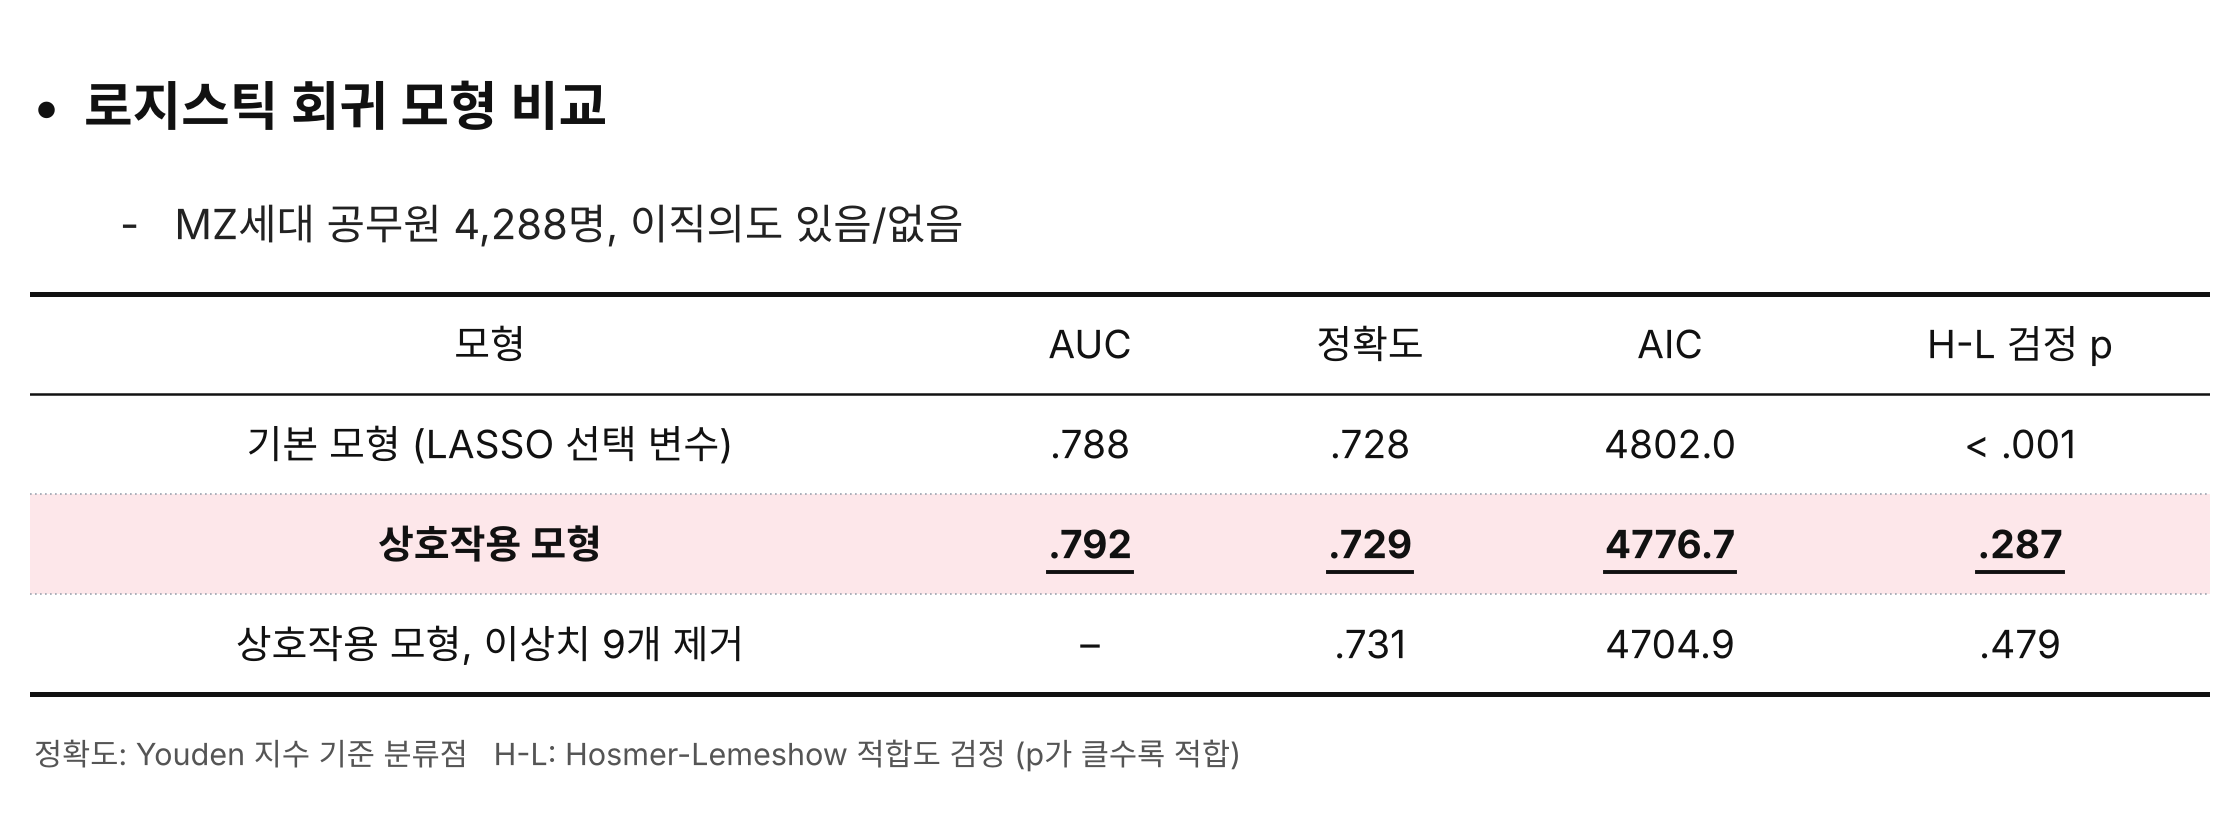 • 로지스틱 회귀 모형 비교
- MZ세대 공무원 4,288명, 이직의도 있음/없음
모형 AUC 정확도 AIC H-L 검정 p
기본 모형 (LASSO 선택 변수) .788 .728 4802.0 < .001
상호작용 모형 .792 .729 4776.7 .287
상호작용 모형, 이상치 9개 제거 – .731 4704.9 .479
정확도: Youden 지수 기준 분류점 H-L: Hosmer-Lemeshow 적합도 검정 (p가 클수록 적합)